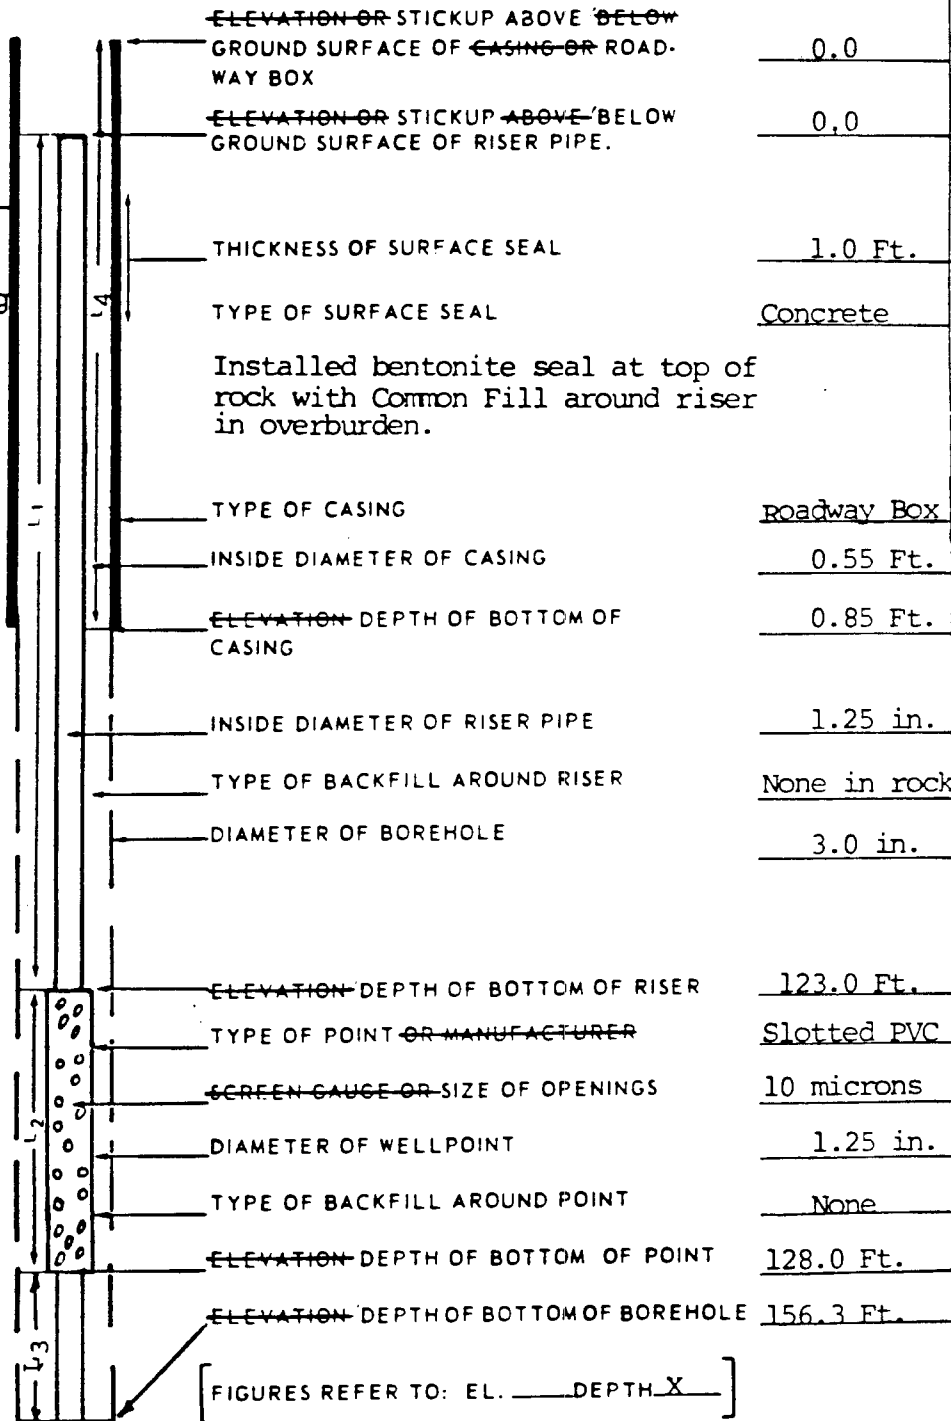 ELEVATION OR STICKUP ABOVE/BELOW
GROUND SURFACE OF CASING OR ROAD-
WAY BOX
0.0
ELEVATION OR STICKUP ABOVE/BELOW
GROUND SURFACE OF RISER PIPE.
0.0
THICKNESS OF SURFACE SEAL
1.0 Ft.
TYPE OF SURFACE SEAL
Concrete
Installed bentonite seal at top of
rock with Common Fill around riser
in overburden.
TYPE OF CASING
Roadway Box
INSIDE DIAMETER OF CASING
0.55 Ft.
ELEVATION DEPTH OF BOTTOM OF
CASING
0.85 Ft.
INSIDE DIAMETER OF RISER PIPE
1.25 in.
TYPE OF BACKFILL AROUND RISER
None in rock
DIAMETER OF BOREHOLE
3.0 in.
ELEVATION DEPTH OF BOTTOM OF RISER
123.0 Ft.
TYPE OF POINT OR MANUFACTURER
Slotted PVC
SCREEN GAUGE OR SIZE OF OPENINGS
10 microns
DIAMETER OF WELLPOINT
1.25 in.
TYPE OF BACKFILL AROUND POINT
None
ELEVATION DEPTH OF BOTTOM OF POINT
128.0 Ft.
ELEVATION DEPTH OF BOTTOM OF BOREHOLE
156.3 Ft.
FIGURES REFER TO: EL. ____ DEPTH X
L1
L2
L3
L4